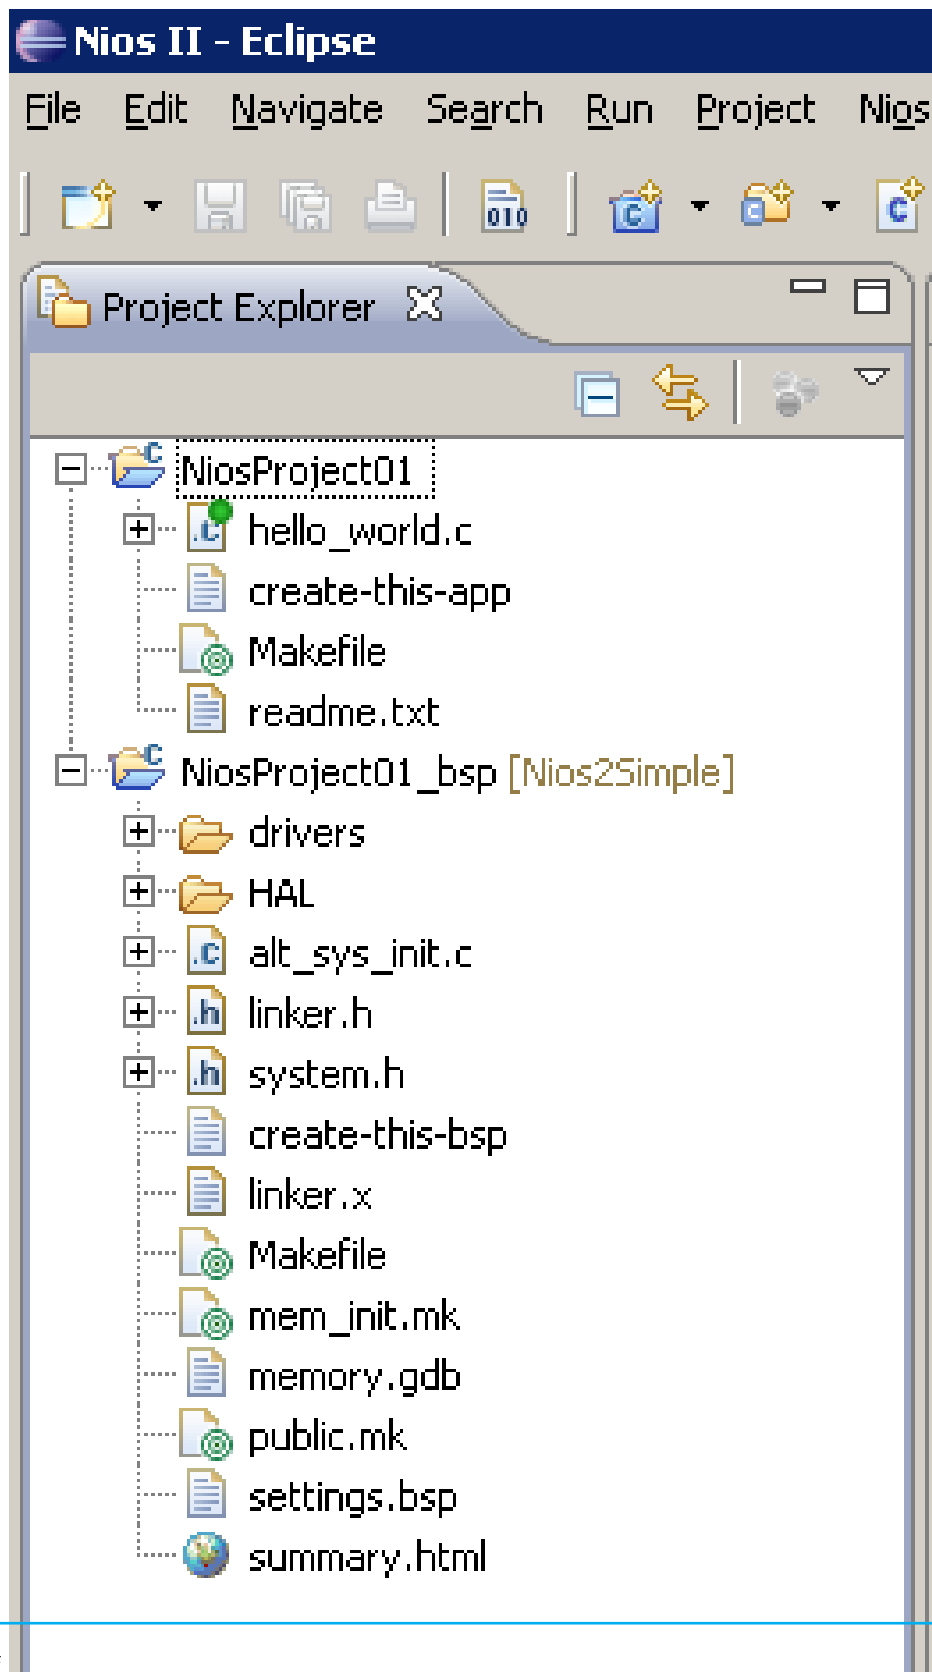 Nios II - Eclipse
File Edit Navigate Search Run Project Nios
010
Project Explorer
NiosProject01
hello_world.c
create-this-app
Makefile
readme.txt
NiosProject01_bsp [Nios2Simple]
drivers
HAL
alt_sys_init.c
linker.h
system.h
create-this-bsp
linker.x
Makefile
mem_init.mk
memory.gdb
public.mk
settings.bsp
summary.html